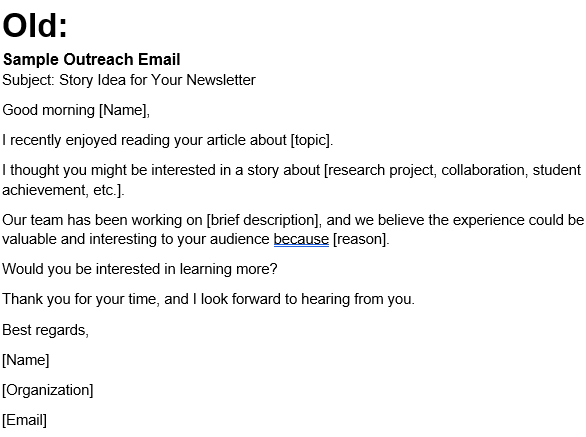 Old:
Sample Outreach Email
Subject: Story Idea for Your Newsletter
Good morning [Name],
I recently enjoyed reading your article about [topic].
I thought you might be interested in a story about [research project, collaboration, student
achievement, etc.].
Our team has been working on [brief description], and we believe the experience could be
valuable and interesting to your audience because [reason].
Would you be interested in learning more?
Thank you for your time, and I look forward to hearing from you.
Best regards,
[Name]
[Organization]
[Email]